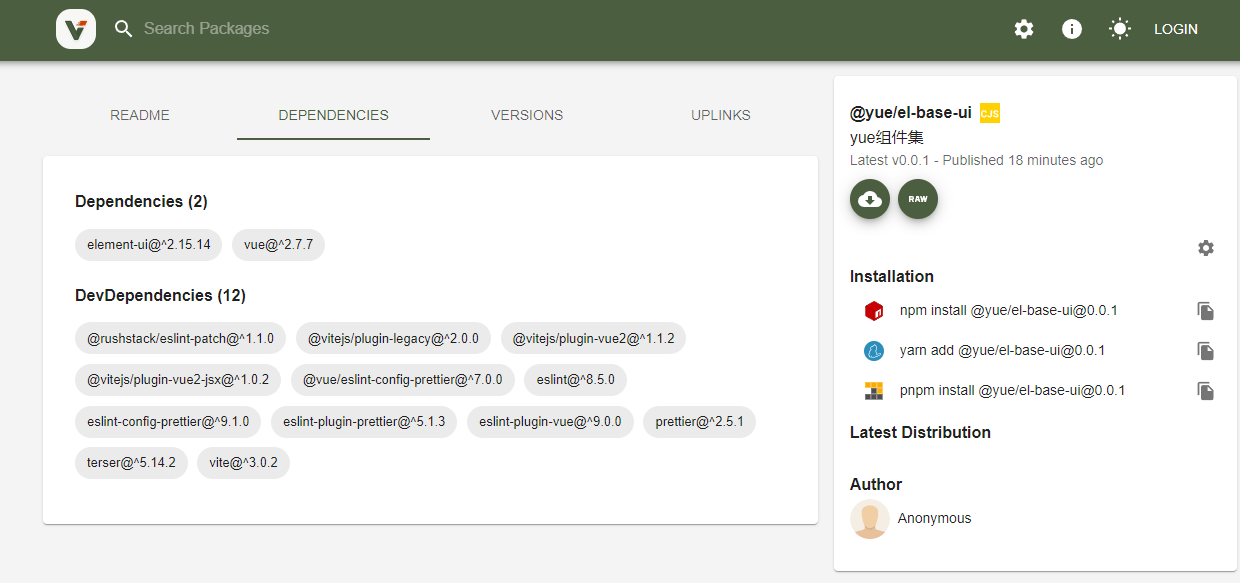 Search Packages
LOGIN
README
DEPENDENCIES
VERSIONS
UPLINKS
Dependencies (2)
element-ui@^2.15.14
vue@^2.7.7
DevDependencies (12)
@rushstack/eslint-patch@^1.1.0
@vitejs/plugin-legacy@^2.0.0
@vitejs/plugin-vue2@^1.1.2
@vitejs/plugin-vue2-jsx@^1.0.2
@vue/eslint-config-prettier@^7.0.0
eslint@^8.5.0
eslint-config-prettier@^9.1.0
eslint-plugin-prettier@^5.1.3
eslint-plugin-vue@^9.0.0
prettier@^2.5.1
terser@^5.14.2
vite@^3.0.2
@yue/el-base-ui CJS
yue组件集
Latest v0.0.1 - Published 18 minutes ago
RAW
Installation
npm install @yue/el-base-ui@0.0.1
yarn add @yue/el-base-ui@0.0.1
pnpm install @yue/el-base-ui@0.0.1
Latest Distribution
Author
Anonymous